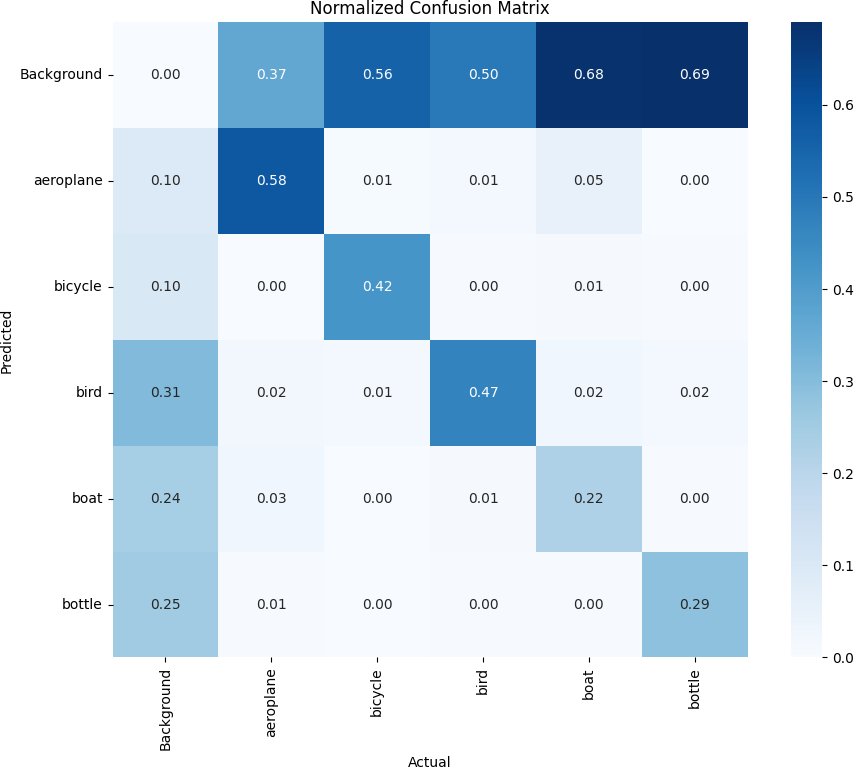 Normalized Confusion Matrix
Background 0.00 0.37 0.56 0.50 0.68 0.69
aeroplane 0.10 0.58 0.01 0.01 0.05 0.00
bicycle 0.10 0.00 0.42 0.00 0.01 0.00
bird 0.31 0.02 0.01 0.47 0.02 0.02
boat 0.24 0.03 0.00 0.01 0.22 0.00
bottle 0.25 0.01 0.00 0.00 0.00 0.29
Predicted
Background aeroplane bicycle bird boat bottle
Actual
0.6
0.5
0.4
0.3
0.2
0.1
0.0